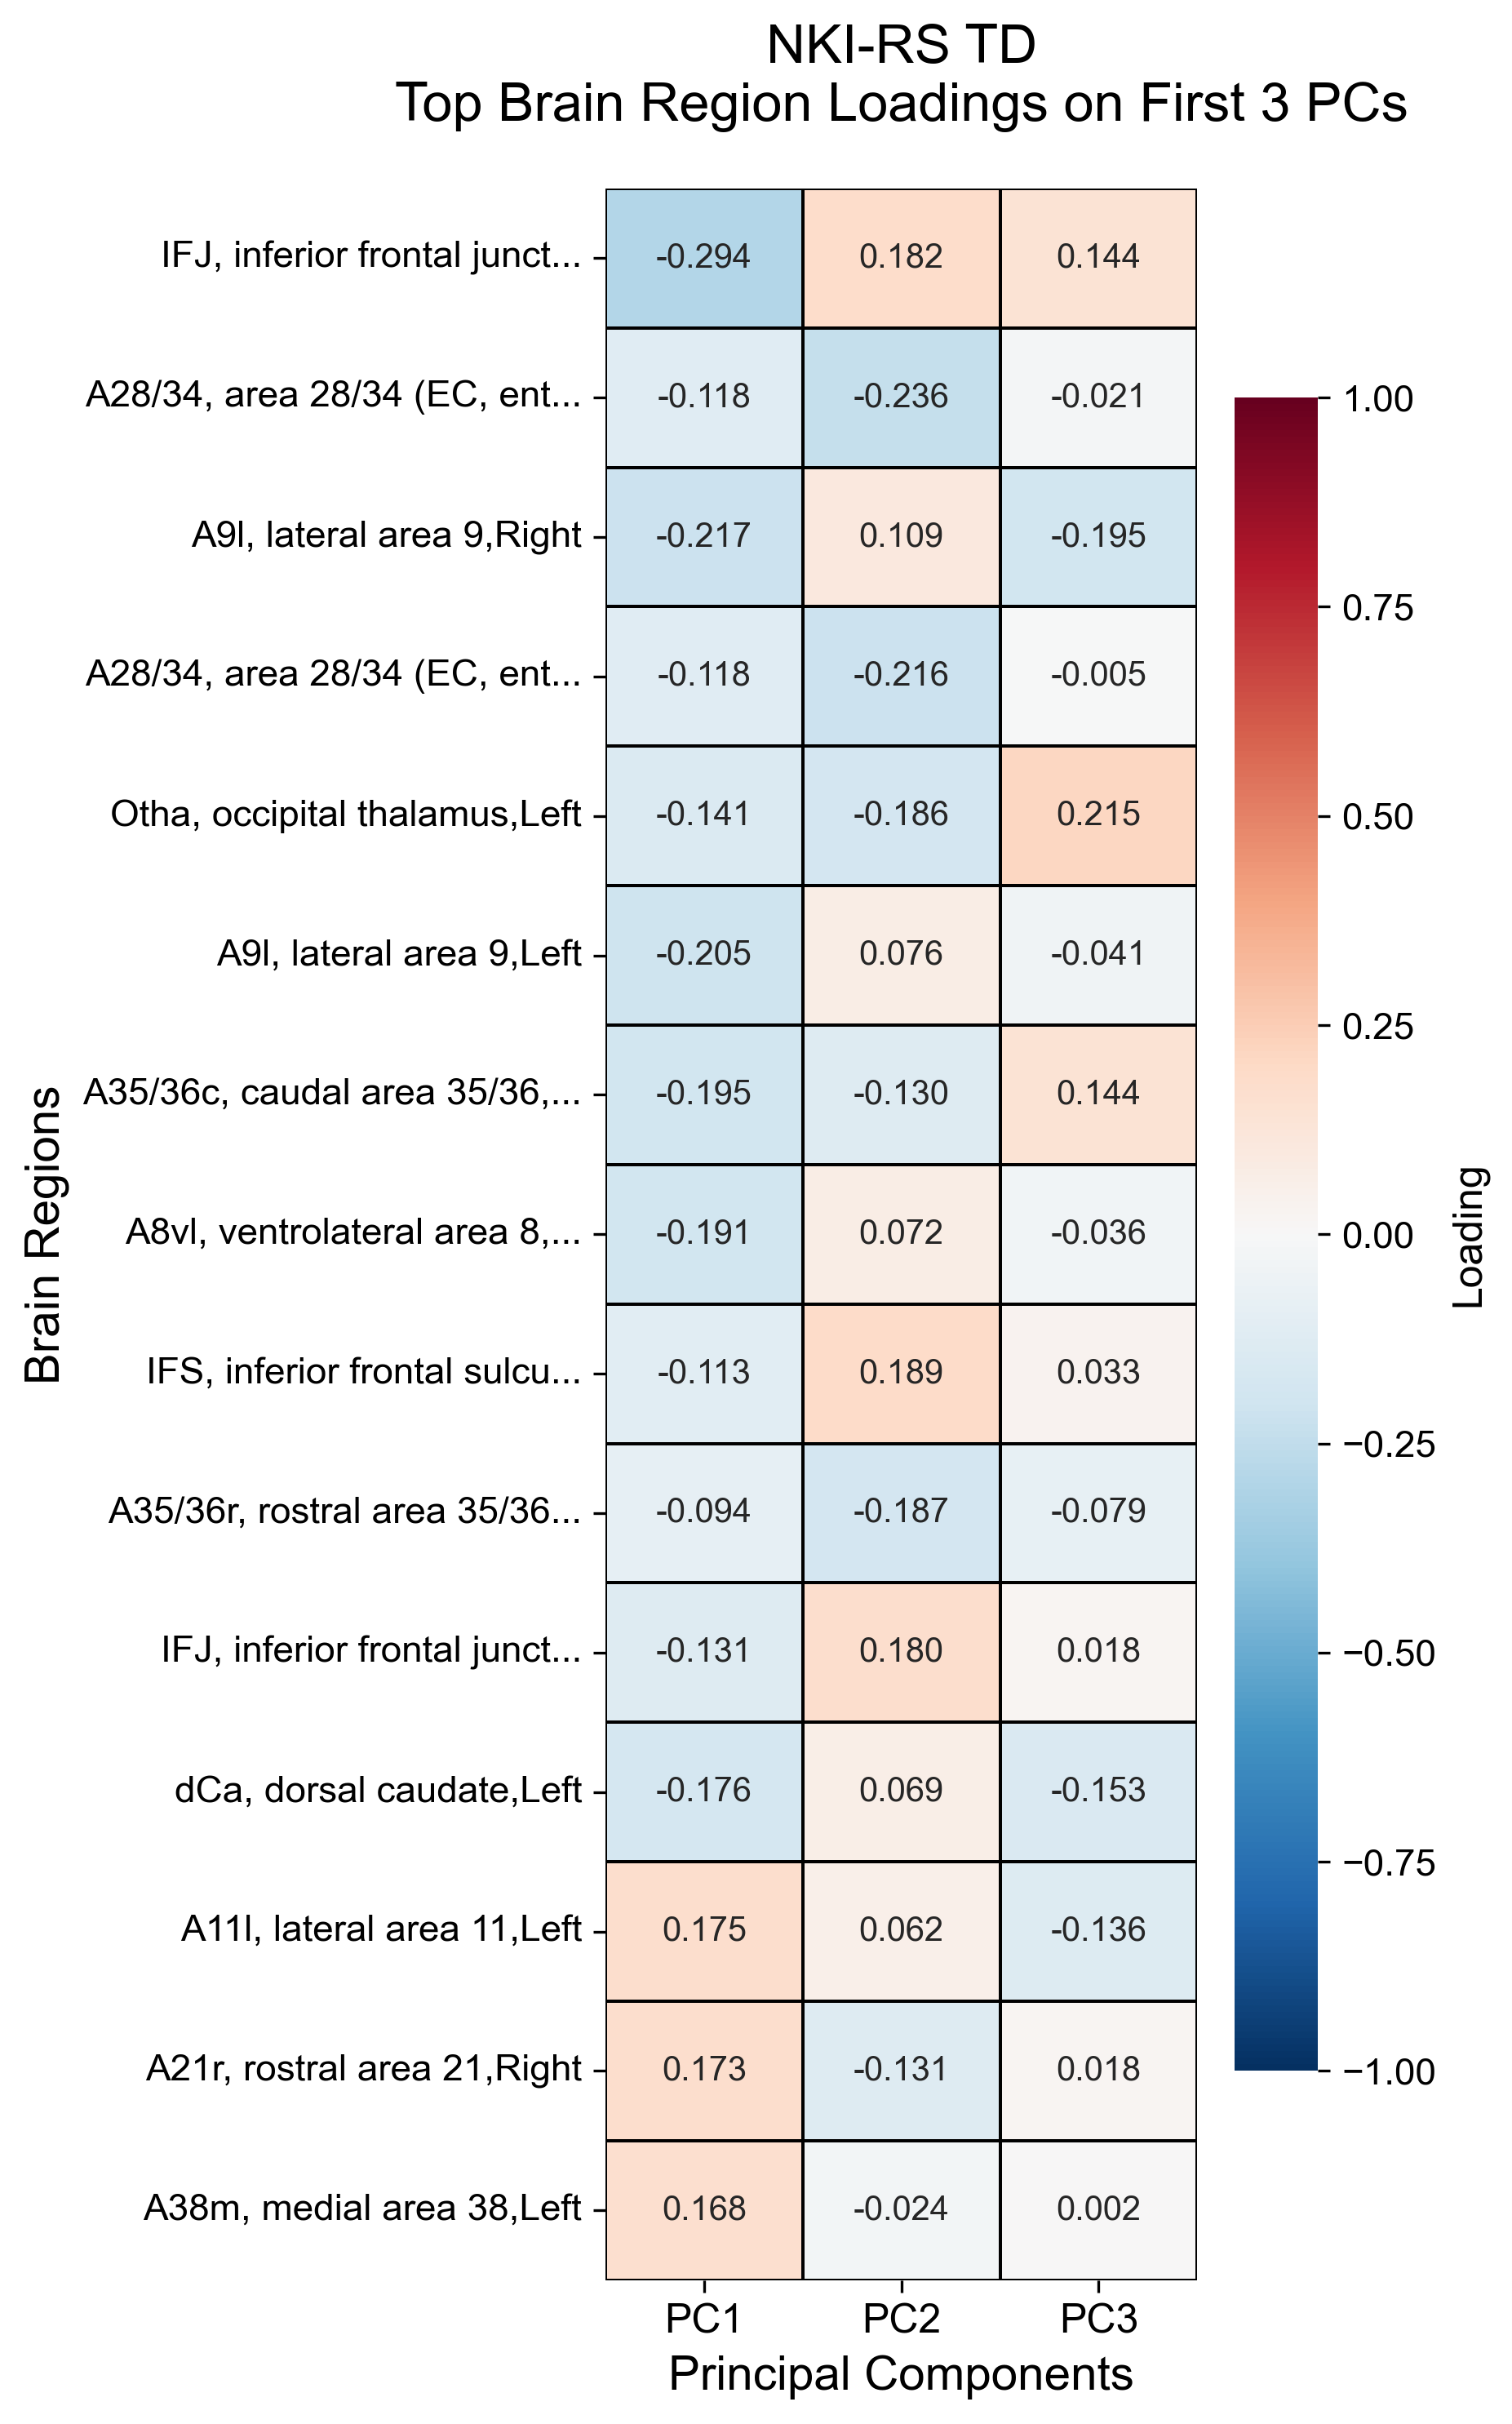 NKI-RS TD
Top Brain Region Loadings on First 3 PCs
Brain Regions
IFJ, inferior frontal junct... -0.294 0.182 0.144
A28/34, area 28/34 (EC, ent... -0.118 -0.236 -0.021
A9l, lateral area 9,Right -0.217 0.109 -0.195
A28/34, area 28/34 (EC, ent... -0.118 -0.216 -0.005
Otha, occipital thalamus,Left -0.141 -0.186 0.215
A9l, lateral area 9,Left -0.205 0.076 -0.041
A35/36c, caudal area 35/36,... -0.195 -0.130 0.144
A8vl, ventrolateral area 8,... -0.191 0.072 -0.036
IFS, inferior frontal sulcu... -0.113 0.189 0.033
A35/36r, rostral area 35/36... -0.094 -0.187 -0.079
IFJ, inferior frontal junct... -0.131 0.180 0.018
dCa, dorsal caudate,Left -0.176 0.069 -0.153
A11l, lateral area 11,Left 0.175 0.062 -0.136
A21r, rostral area 21,Right 0.173 -0.131 0.018
A38m, medial area 38,Left 0.168 -0.024 0.002
PC1 PC2 PC3
Principal Components
1.00
0.75
0.50
0.25
0.00
−0.25
−0.50
−0.75
−1.00
Loading